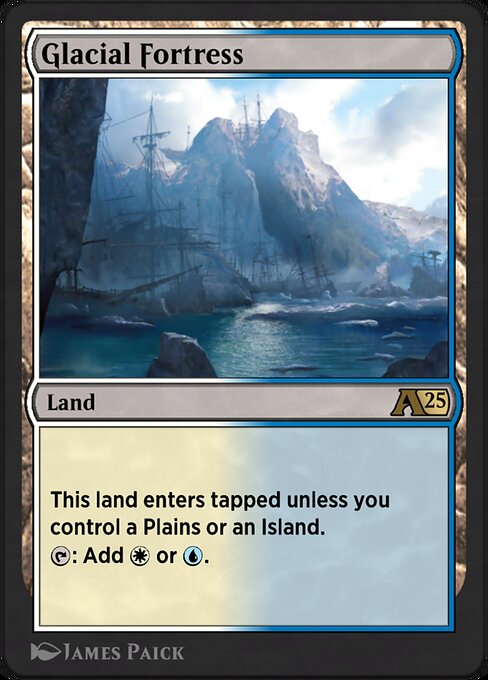 Glacial Fortress
Land
A25
This land enters tapped unless you
control a Plains or an Island.
: Add or .
James Paick